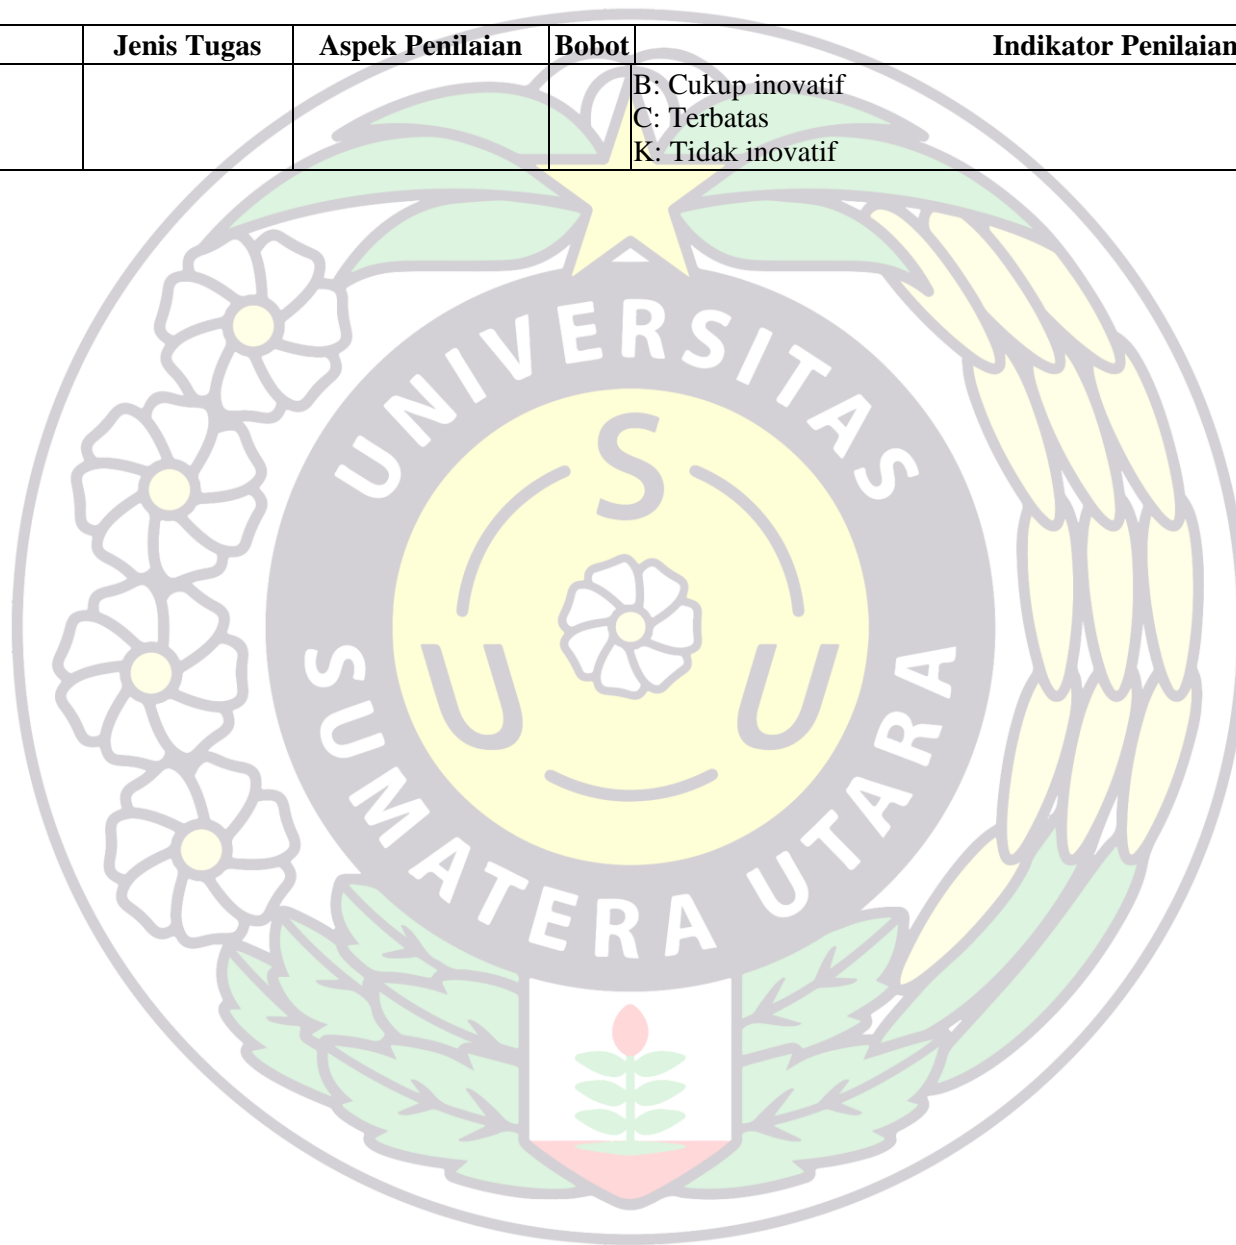 Jenis Tugas Aspek Penilaian Bobot Indikator Penilaian
B: Cukup inovatif
C: Terbatas
K: Tidak inovatif
UNIVERSITAS
S
U U
SUMATERA UTARA